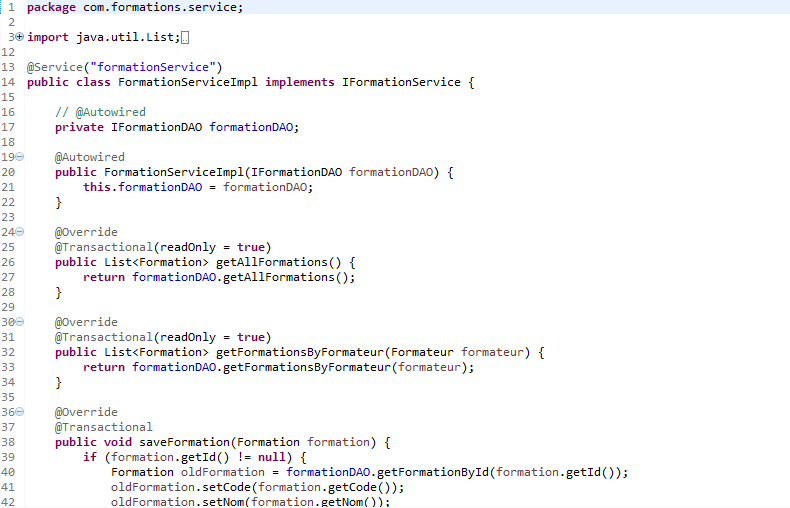 1 package com.formations.service;
2
3 import java.util.List;
12
13 @Service("formationService")
14 public class FormationServiceImpl implements IFormationService {
15
16 // @Autowired
17 private IFormationDAO formationDAO;
18
19 @Autowired
20 public FormationServiceImpl(IFormationDAO formationDAO) {
21 this.formationDAO = formationDAO;
22 }
23
24 @Override
25 @Transactional(readOnly = true)
26 public List<Formation> getAllFormations() {
27 return formationDAO.getAllFormations();
28 }
29
30 @Override
31 @Transactional(readOnly = true)
32 public List<Formation> getFormationsByFormateur(Formateur formateur) {
33 return formationDAO.getFormationsByFormateur(formateur);
34 }
35
36 @Override
37 @Transactional
38 public void saveFormation(Formation formation) {
39 if (formation.getId() != null) {
40 Formation oldFormation = formationDAO.getFormationById(formation.getId());
41 oldFormation.setCode(formation.getCode());
42 oldFormation.setNom(formation.getNom());